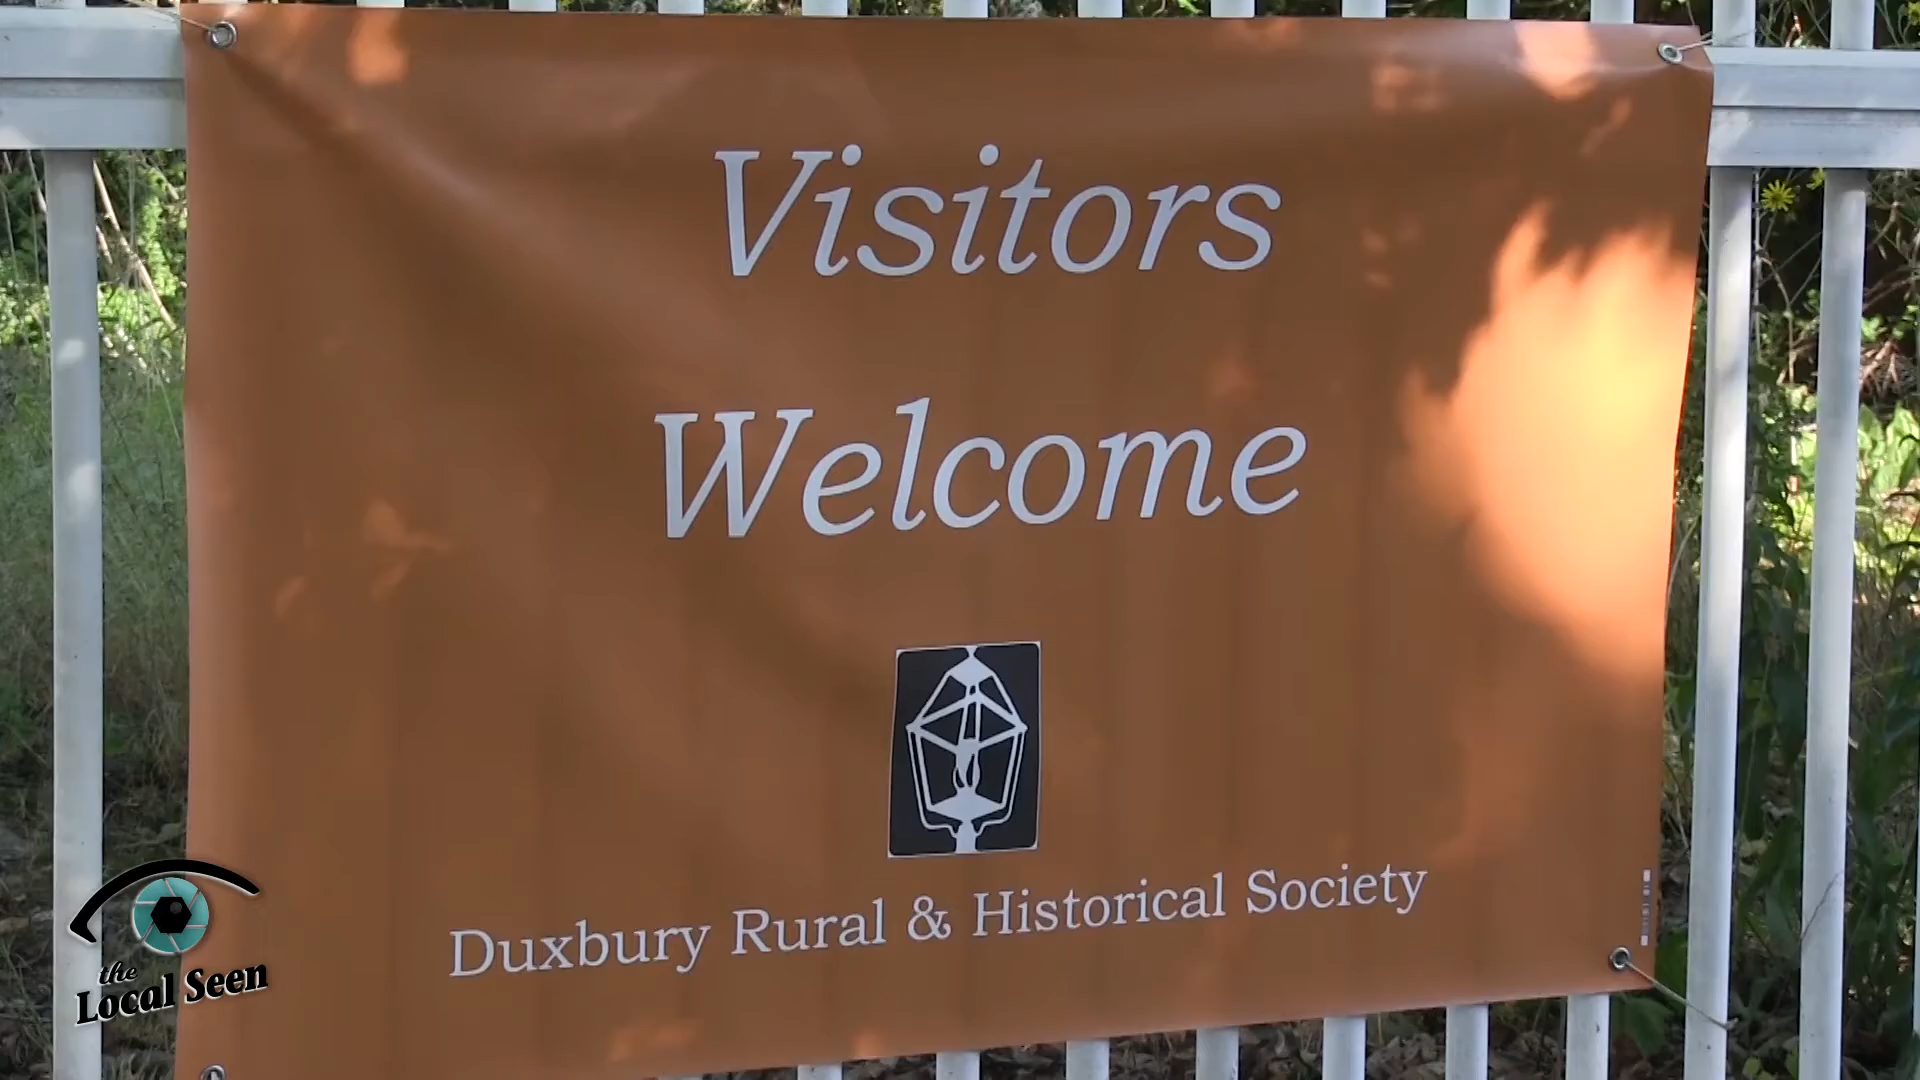 Visitors
Welcome
Duxbury Rural & Historical Society
the
Local Seen